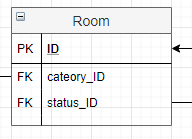 Room
PK ID
FK cateory_ID
FK status_ID